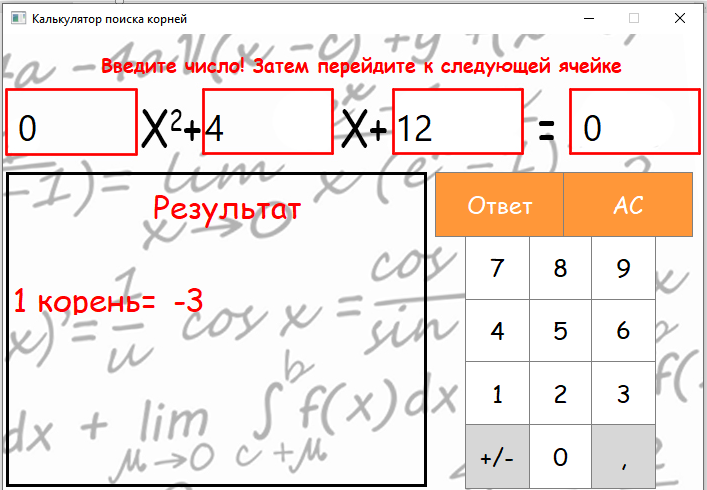 Калькулятор поиска корней
Введите число! Затем перейдите к следующей ячейке
0 X²+4 X+12 = 0
Результат
1 корень= -3
Ответ AC
7 8 9
4 5 6
1 2 3
+/- 0 ,